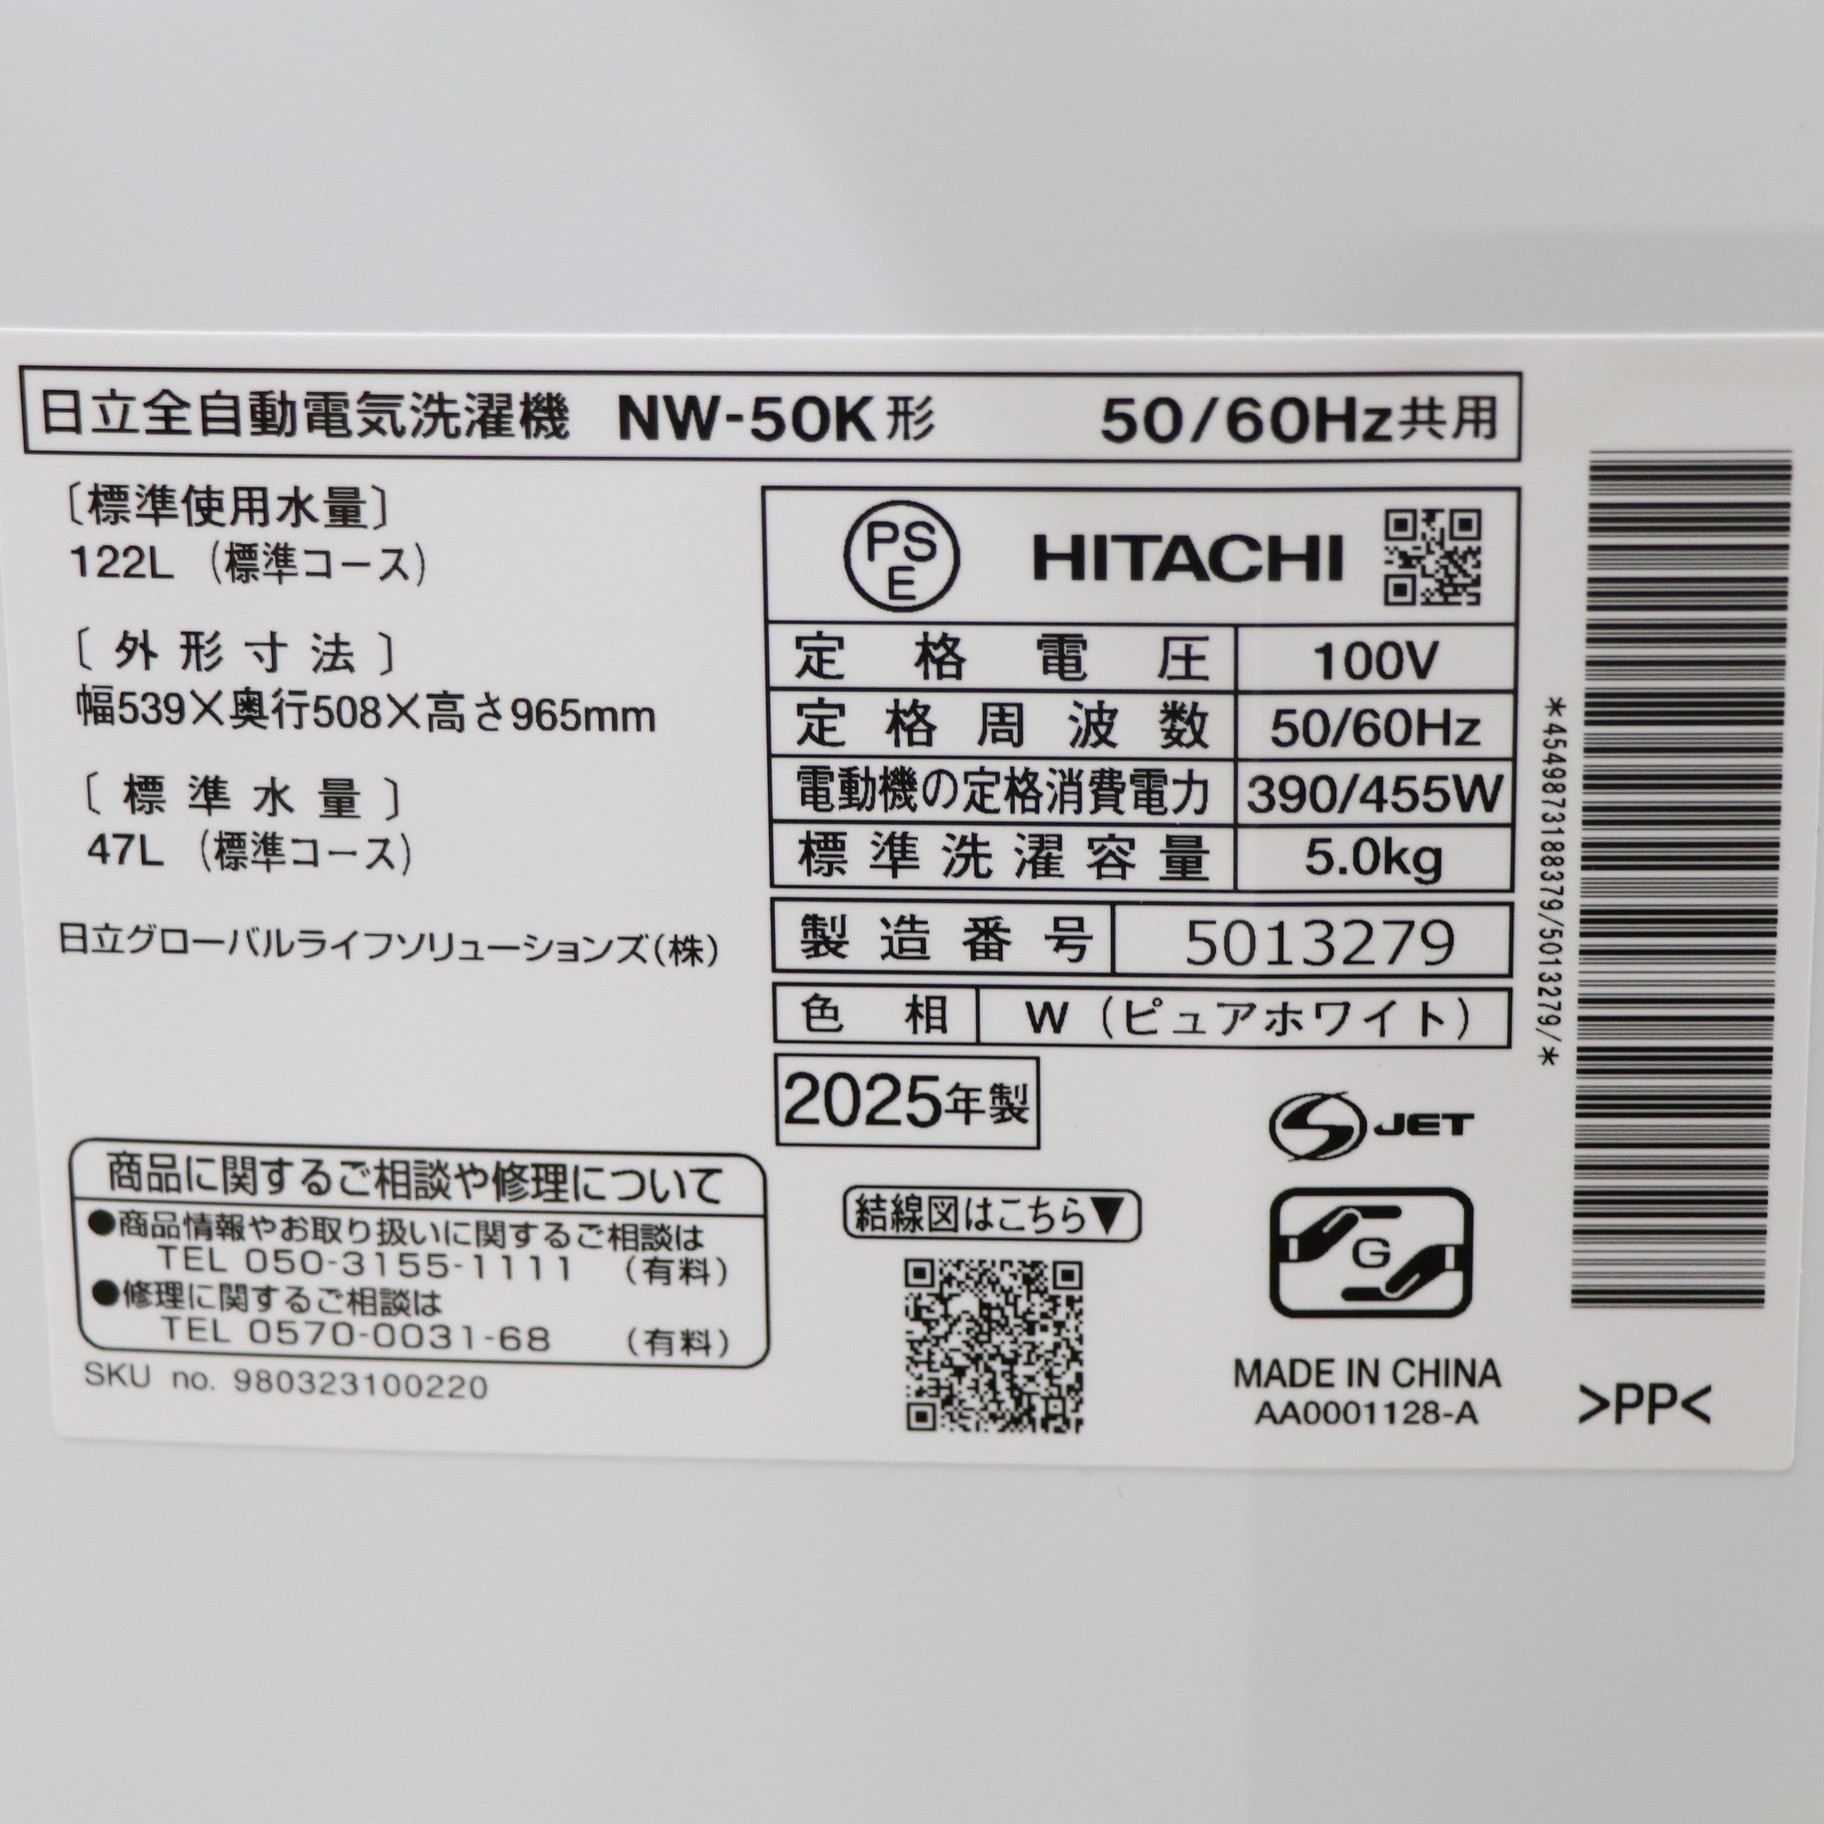 日立全自動電気洗濯機 NW-50K形 50/60Hz共用
〔標準使用水量〕
122L (標準コース)
〔外形寸法〕
幅539×奥行508×高さ965mm
〔標準水量〕
47L (標準コース)
日立グローバルライフソリューションズ(株)
PS
E
HITACHI
定格電圧 100V
定格周波数 50/60Hz
電動機の定格消費電力 390/455W
標準洗濯容量 5.0kg
製造番号 5013279
色相 W (ピュアホワイト)
2025年製
S JET
G
結線図はこちら▼
MADE IN CHINA
AA0001128-A
>PP<
*4549873188379/5013279/*
商品に関するご相談や修理について
●商品情報やお取り扱いに関するご相談は
TEL 050-3155-1111 (有料)
●修理に関するご相談は
TEL 0570-0031-68 (有料)
SKU no. 980323100220